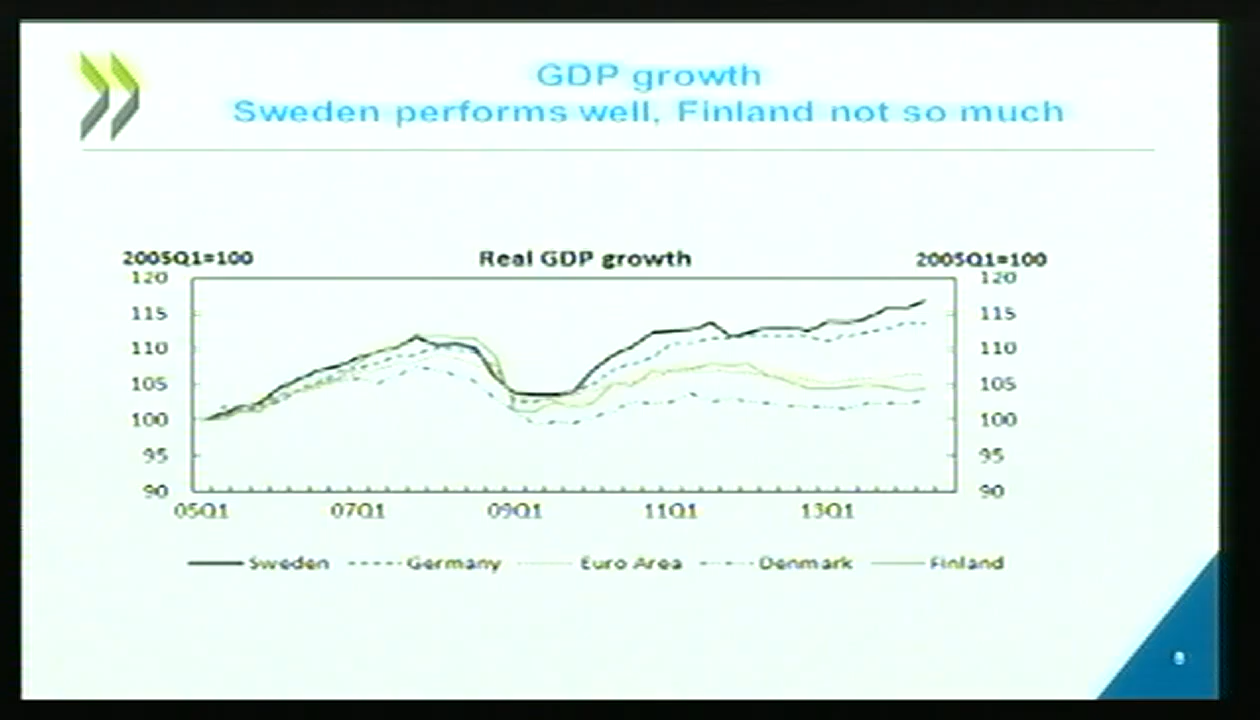 GDP growth
Sweden performs well, Finland not so much
2005Q1=100 Real GDP growth 2005Q1=100
120 120
115 115
110 110
105 105
100 100
95 95
90 90
05Q1 07Q1 09Q1 11Q1 13Q1
Sweden Germany Euro Area Denmark Finland